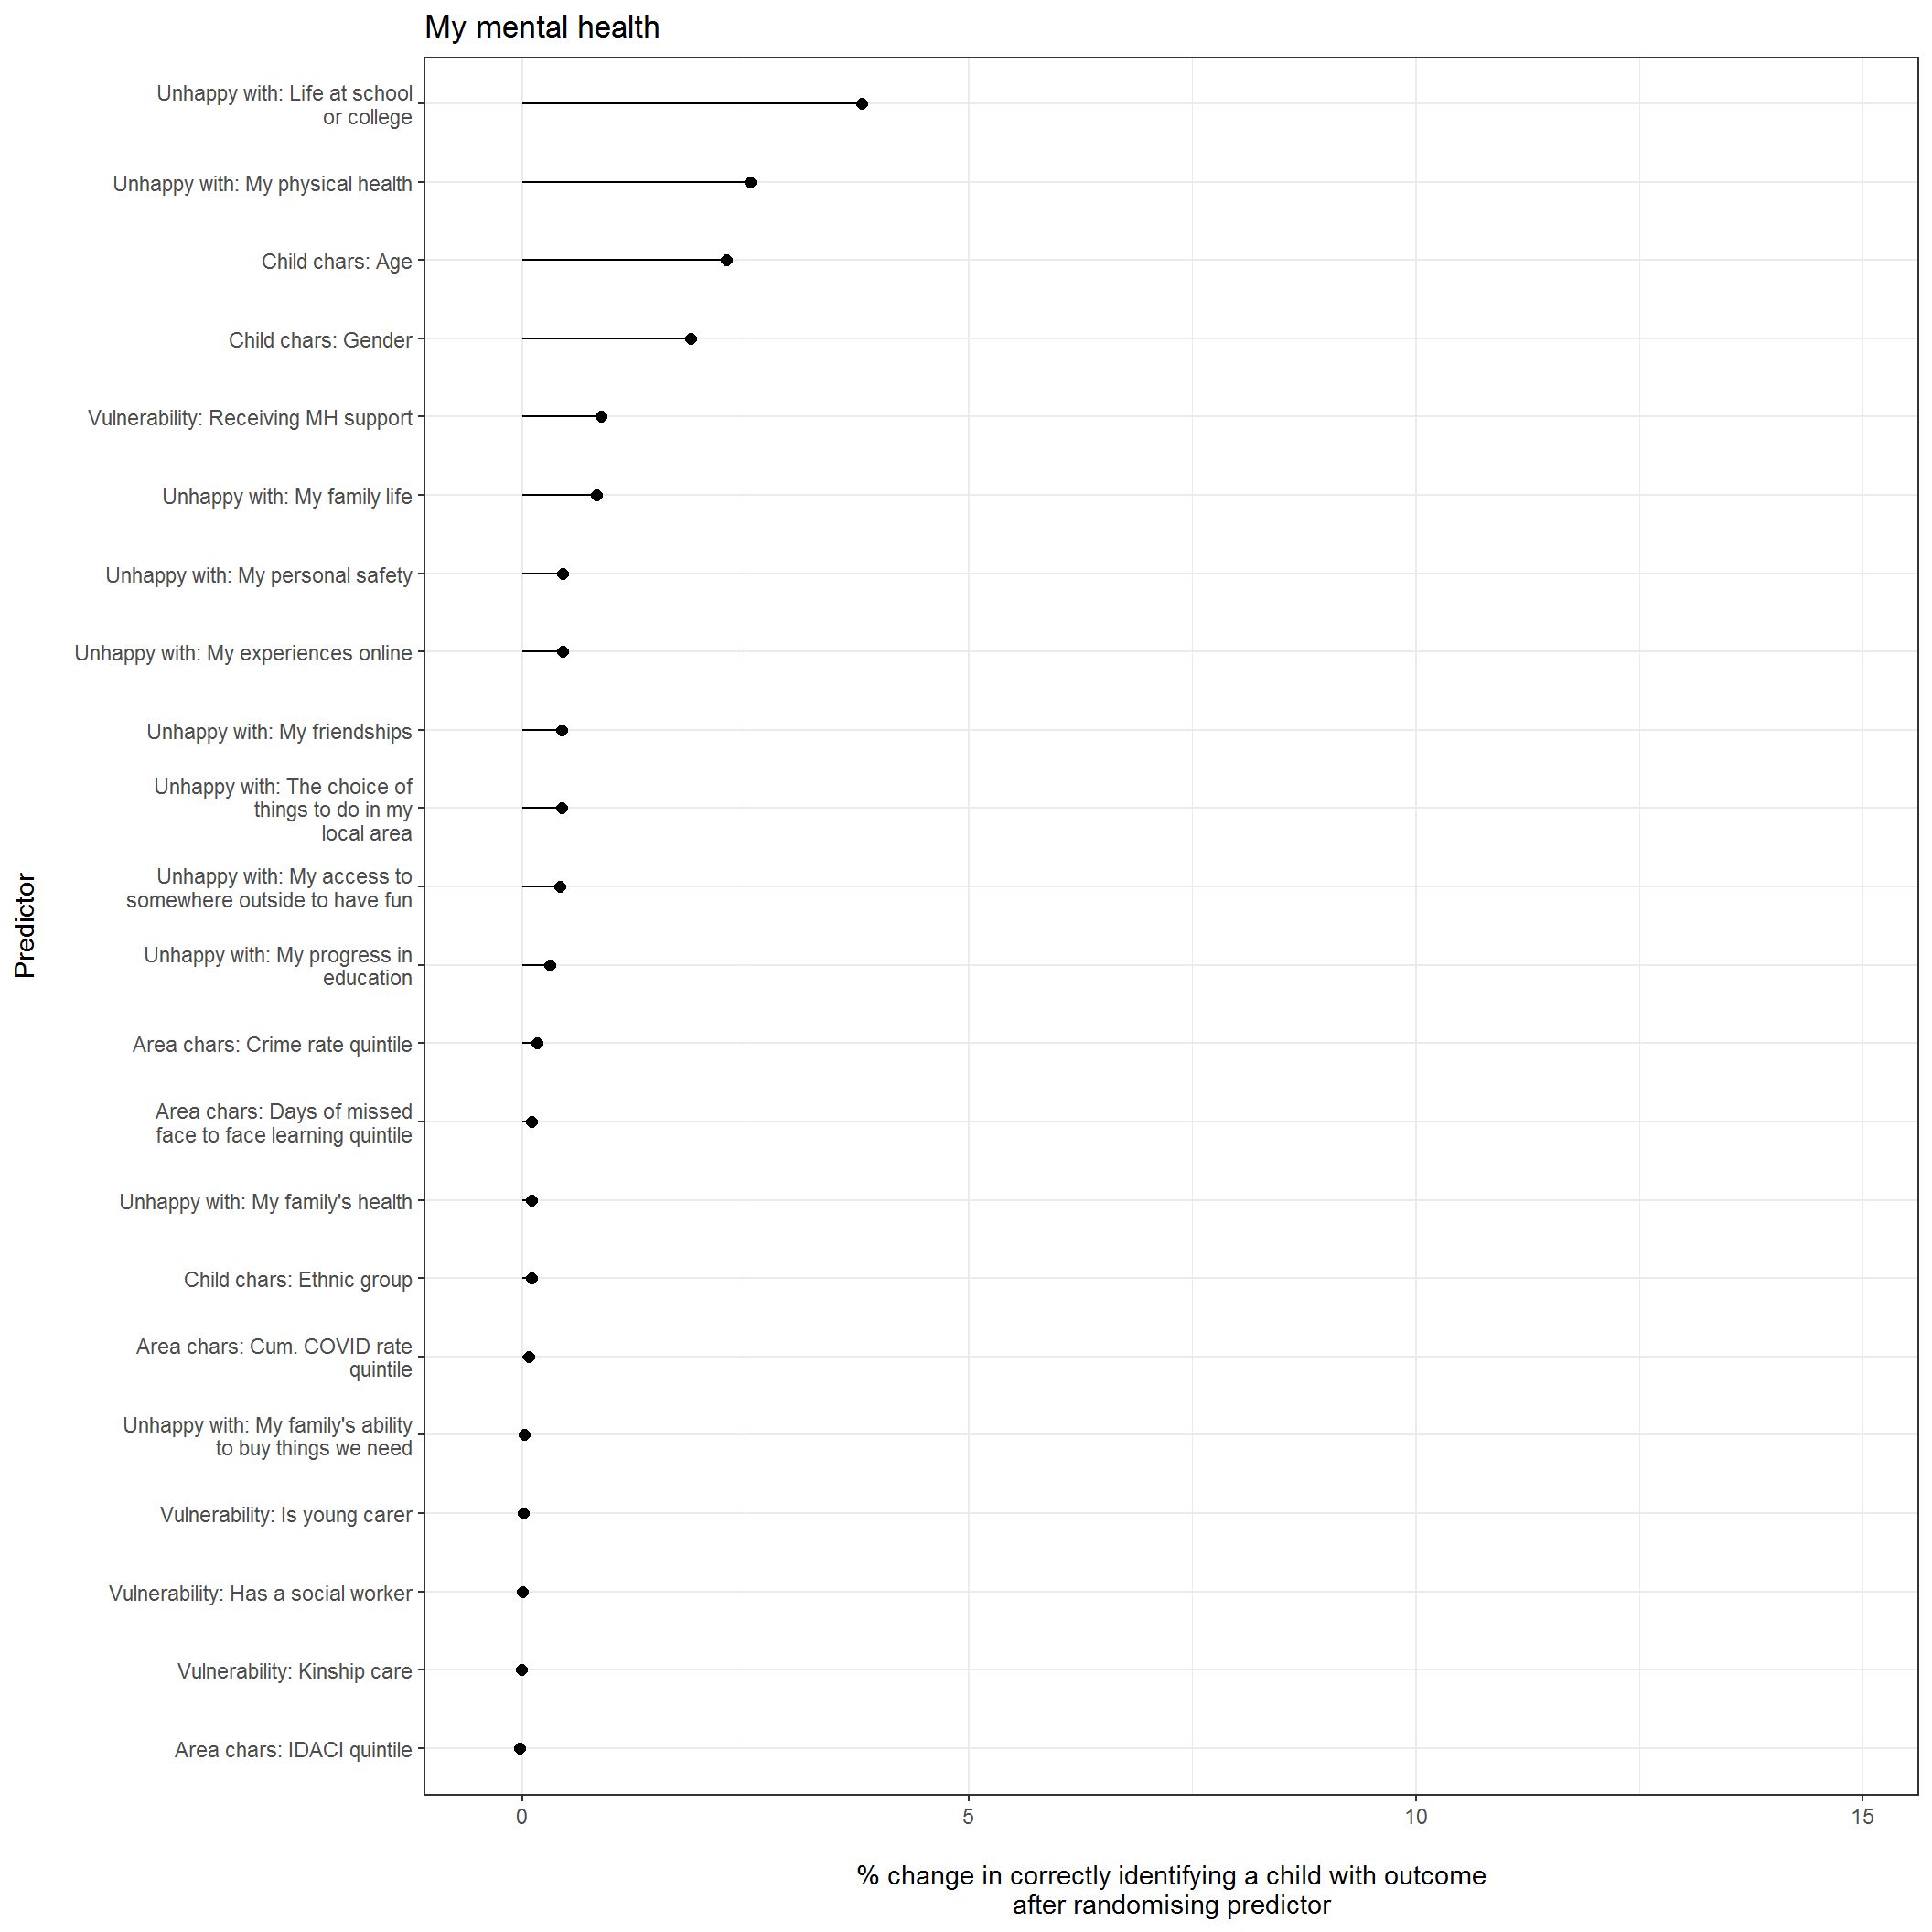 My mental health
Unhappy with: Life at school
or college
Unhappy with: My physical health
Child chars: Age
Child chars: Gender
Vulnerability: Receiving MH support
Unhappy with: My family life
Unhappy with: My personal safety
Unhappy with: My experiences online
Unhappy with: My friendships
Unhappy with: The choice of
things to do in my
local area
Unhappy with: My access to
somewhere outside to have fun
Unhappy with: My progress in
education
Area chars: Crime rate quintile
Area chars: Days of missed
face to face learning quintile
Unhappy with: My family's health
Child chars: Ethnic group
Area chars: Cum. COVID rate
quintile
Unhappy with: My family's ability
to buy things we need
Vulnerability: Is young carer
Vulnerability: Has a social worker
Vulnerability: Kinship care
Area chars: IDACI quintile
Predictor
0 5 10 15
% change in correctly identifying a child with outcome
after randomising predictor